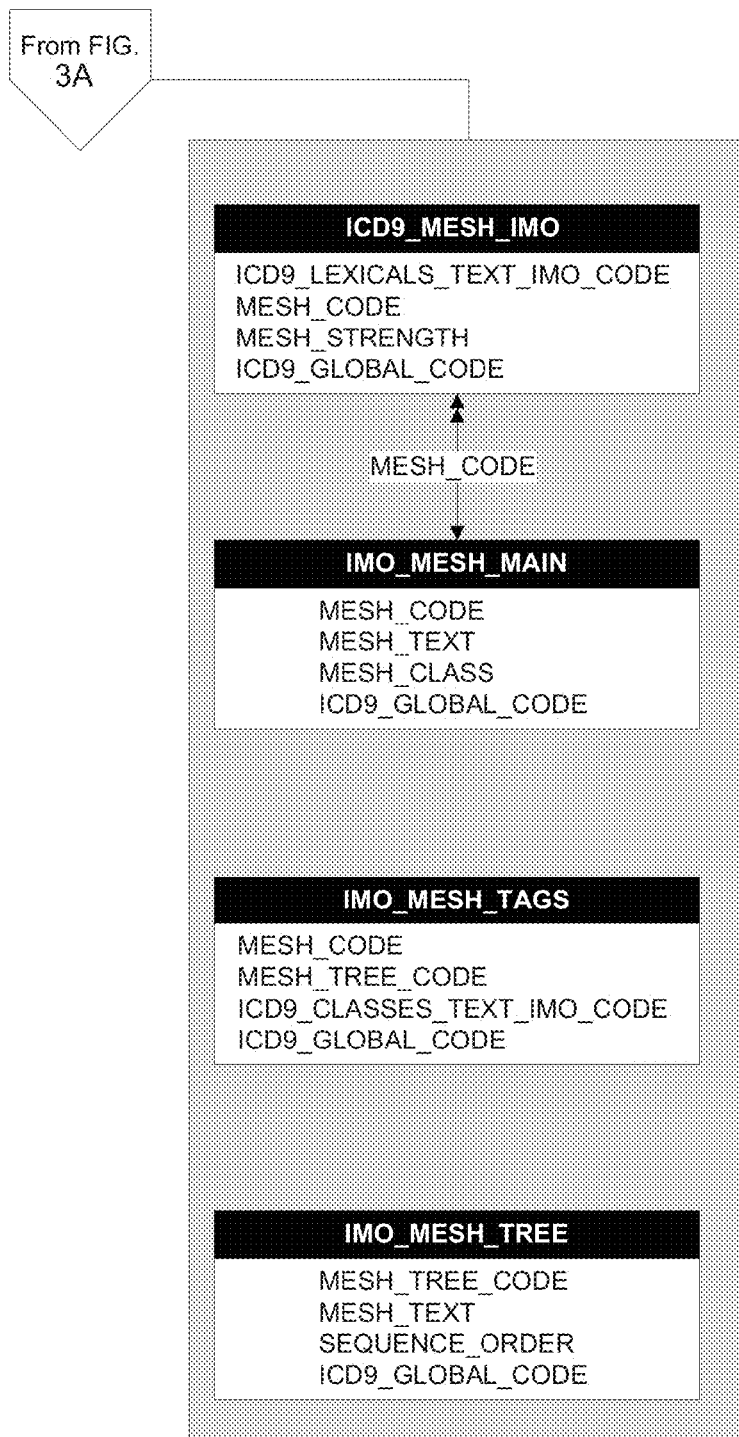 From FIG.
3A
ICD9_MESH_IMO
ICD9_LEXICALS_TEXT_IMO_CODE
MESH_CODE
MESH_STRENGTH
ICD9_GLOBAL_CODE
MESH_CODE
IMO_MESH_MAIN
MESH_CODE
MESH_TEXT
MESH_CLASS
ICD9_GLOBAL_CODE
IMO_MESH_TAGS
MESH_CODE
MESH_TREE_CODE
ICD9_CLASSES_TEXT_IMO_CODE
ICD9_GLOBAL_CODE
IMO_MESH_TREE
MESH_TREE_CODE
MESH_TEXT
SEQUENCE_ORDER
ICD9_GLOBAL_CODE